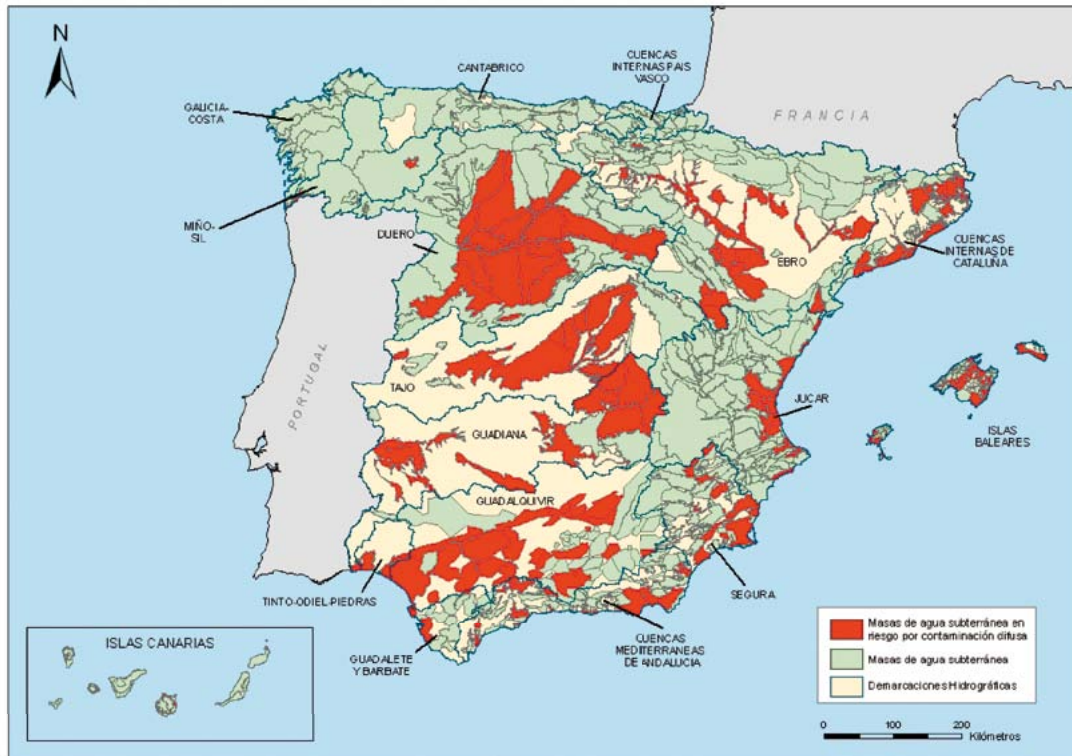 N
CANTABRICO
CUENCAS
INTERNAS PAIS
VASCO
GALICIA-
COSTA
FRANCIA
MIÑO-
SIL
DUERO
EBRO
CUENCAS
INTERNAS DE
CATALUÑA
PORTUGAL
TAJO
JUCAR
ISLAS
BALEARES
GUADIANA
GUADALQUIVIR
TINTO-ODIEL-PIEDRAS
SEGURA
GUADALETE
Y BARBATE
CUENCAS
MEDITERRANEAS
DE ANDALUCIA
ISLAS CANARIAS
Masas de agua subterránea en
riesgo por contaminación difusa
Masas de agua subterránea
Demarcaciones Hidrográficas
0 100 200
Kilómetros